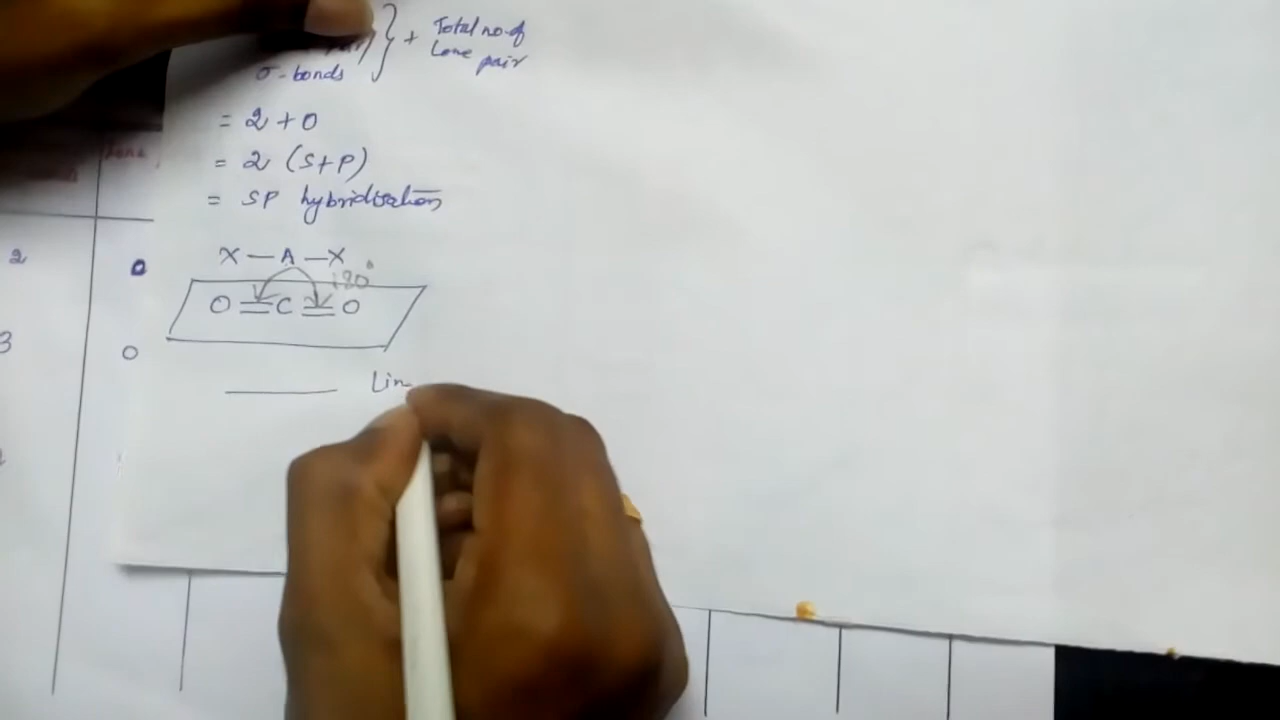 } + Total no. of
Lone pair
σ - bonds
= 2 + 0
= 2 (S+P)
= SP hybridisation
X — A — X
180°
O = C = O
Lin
2 0
3 0